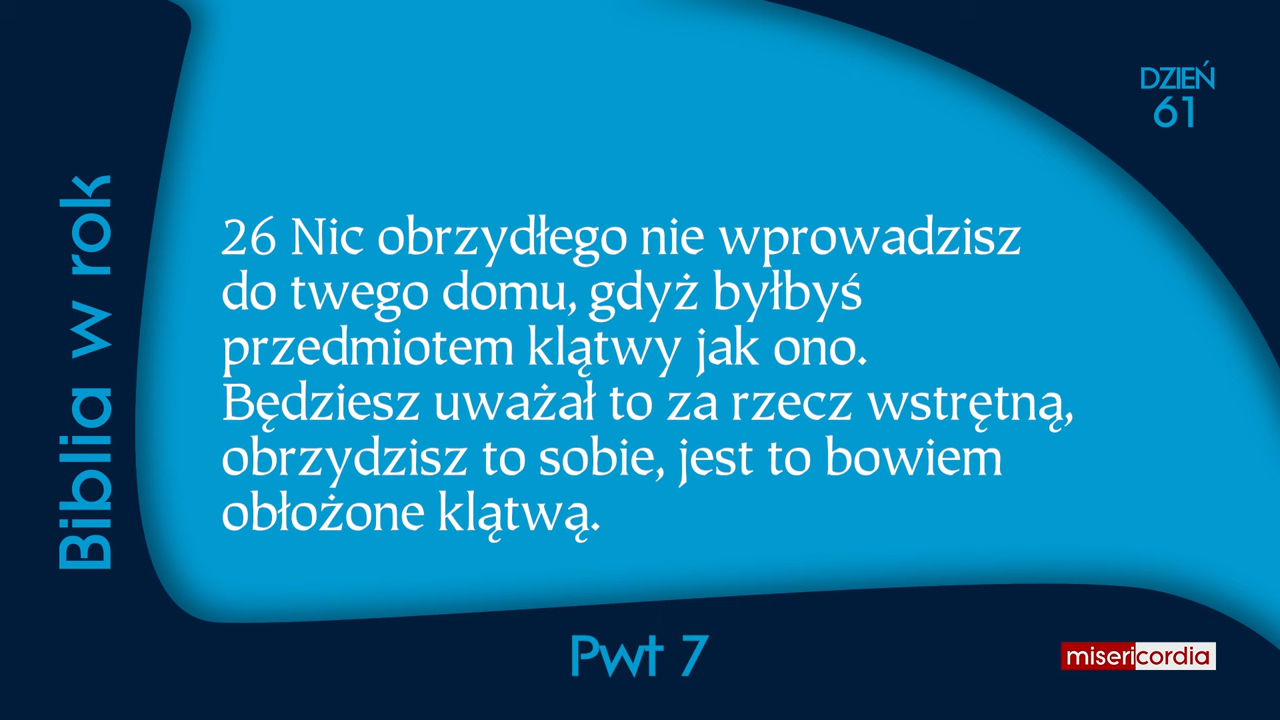 DZIEŃ
61
Biblia w rok
26 Nic obrzydłego nie wprowadzisz
do twego domu, gdyż byłbyś
przedmiotem klątwy jak ono.
Będziesz uważał to za rzecz wstrętną,
obrzydzisz to sobie, jest to bowiem
obłożone klątwą.
Pwt 7
misericordia